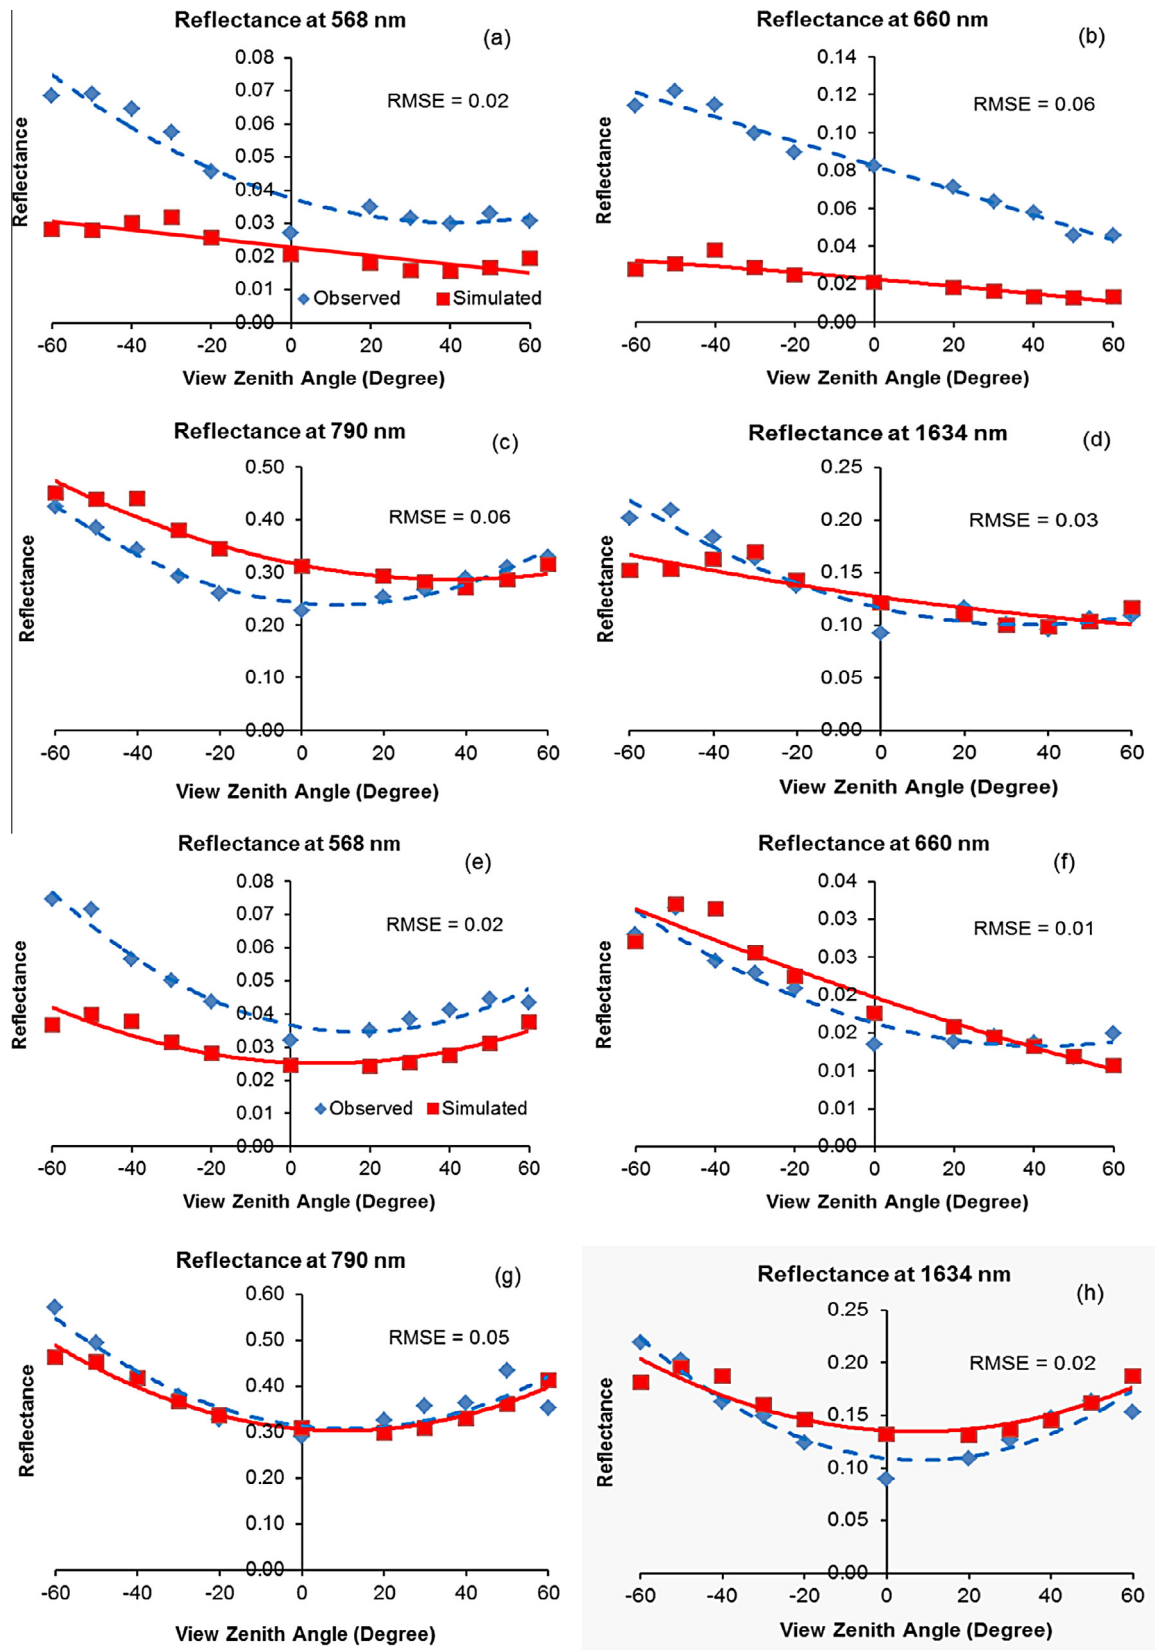 Reflectance at 568 nm
(a)
0.08
0.07
0.06
0.05
0.04
0.03
0.02
0.01
0.00
RMSE = 0.02
Observed
Simulated
-60 -40 -20 0 20 40 60
View Zenith Angle (Degree)
Reflectance
Reflectance at 660 nm
(b)
0.14
0.12
0.10
0.08
0.06
0.04
0.02
0.00
RMSE = 0.06
-60 -40 -20 0 20 40 60
View Zenith Angle (Degree)
Reflectance
Reflectance at 790 nm
(c)
0.50
0.40
0.30
0.20
0.10
0.00
RMSE = 0.06
-60 -40 -20 0 20 40 60
View Zenith Angle (Degree)
Reflectance
Reflectance at 1634 nm
(d)
0.25
0.20
0.15
0.10
0.05
0.00
RMSE = 0.03
-60 -40 -20 0 20 40 60
View Zenith Angle (Degree)
Reflectance
Reflectance at 568 nm
(e)
0.08
0.07
0.06
0.05
0.04
0.03
0.02
0.01
0.00
RMSE = 0.02
Observed
Simulated
-60 -40 -20 0 20 40 60
View Zenith Angle (Degree)
Reflectance
Reflectance at 660 nm
(f)
0.04
0.03
0.03
0.02
0.02
0.01
0.01
0.00
RMSE = 0.01
-60 -40 -20 0 20 40 60
View Zenith Angle (Degree)
Reflectance
Reflectance at 790 nm
(g)
0.60
0.50
0.40
0.30
0.20
0.10
0.00
RMSE = 0.05
-60 -40 -20 0 20 40 60
View Zenith Angle (Degree)
Reflectance
Reflectance at 1634 nm
(h)
0.25
0.20
0.15
0.10
0.05
0.00
RMSE = 0.02
-60 -40 -20 0 20 40 60
View Zenith Angle (Degree)
Reflectance